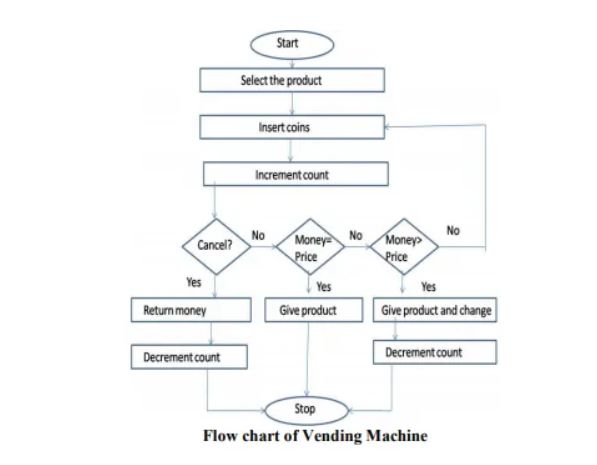 Start
Select the product
Insert coins
Increment count
Cancel?
No
Money=
Price
No
Money>
Price
No
Yes
Yes
Yes
Return money
Give product
Give product and change
Decrement count
Decrement count
Stop
Flow chart of Vending Machine